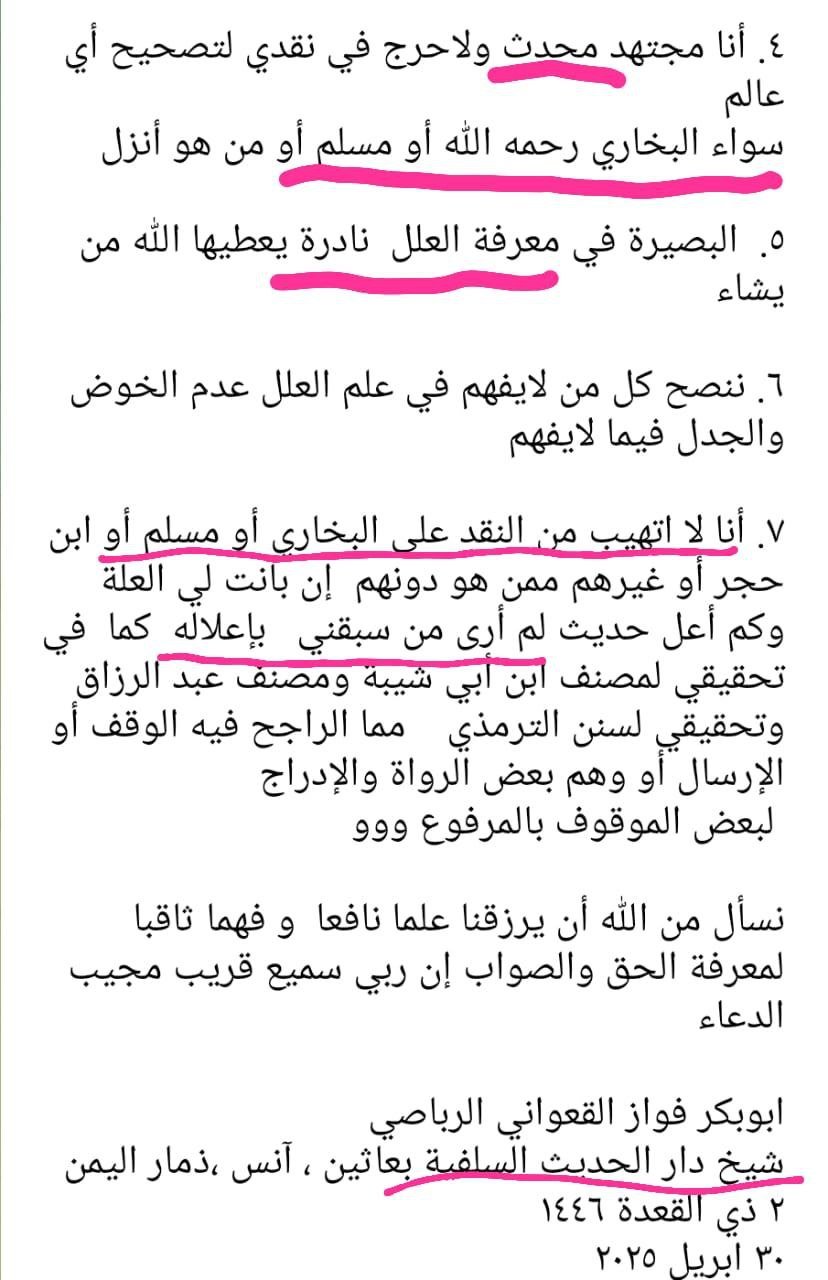 ٤. أنا مجتهد محدث ولاحرج في نقدي لتصحيح أي
عالم
سواء البخاري رحمه الله أو مسلم أو من هو أنزل
٥. البصيرة في معرفة العلل نادرة يعطيها الله من
يشاء
٦. ننصح كل من لايفهم في علم العلل عدم الخوض
والجدل فيما لايفهم
٧. أنا لا اتهيب من النقد على البخاري أو مسلم أو ابن
حجر أو غيرهم ممن هو دونهم إن بانت لي العلة
وكم أعل حديث لم أرى من سبقني بإعلاله كما في
تحقيقي لمصنف ابن أبي شيبة ومصنف عبد الرزاق
وتحقيقي لسنن الترمذي مما الراجح فيه الوقف أو
الإرسال أو وهم بعض الرواة والإدراج
لبعض الموقوف بالمرفوع ووو
نسأل من الله أن يرزقنا علما نافعا و فهما ثاقبا
لمعرفة الحق والصواب إن ربي سميع قريب مجيب
الدعاء
ابوبكر فواز القعواني الرباصي
شيخ دار الحديث السلفية بعاثين ، آنس ،ذمار اليمن
٢ ذي القعدة ١٤٤٦
٣٠ ابريل ٢٠٢٥